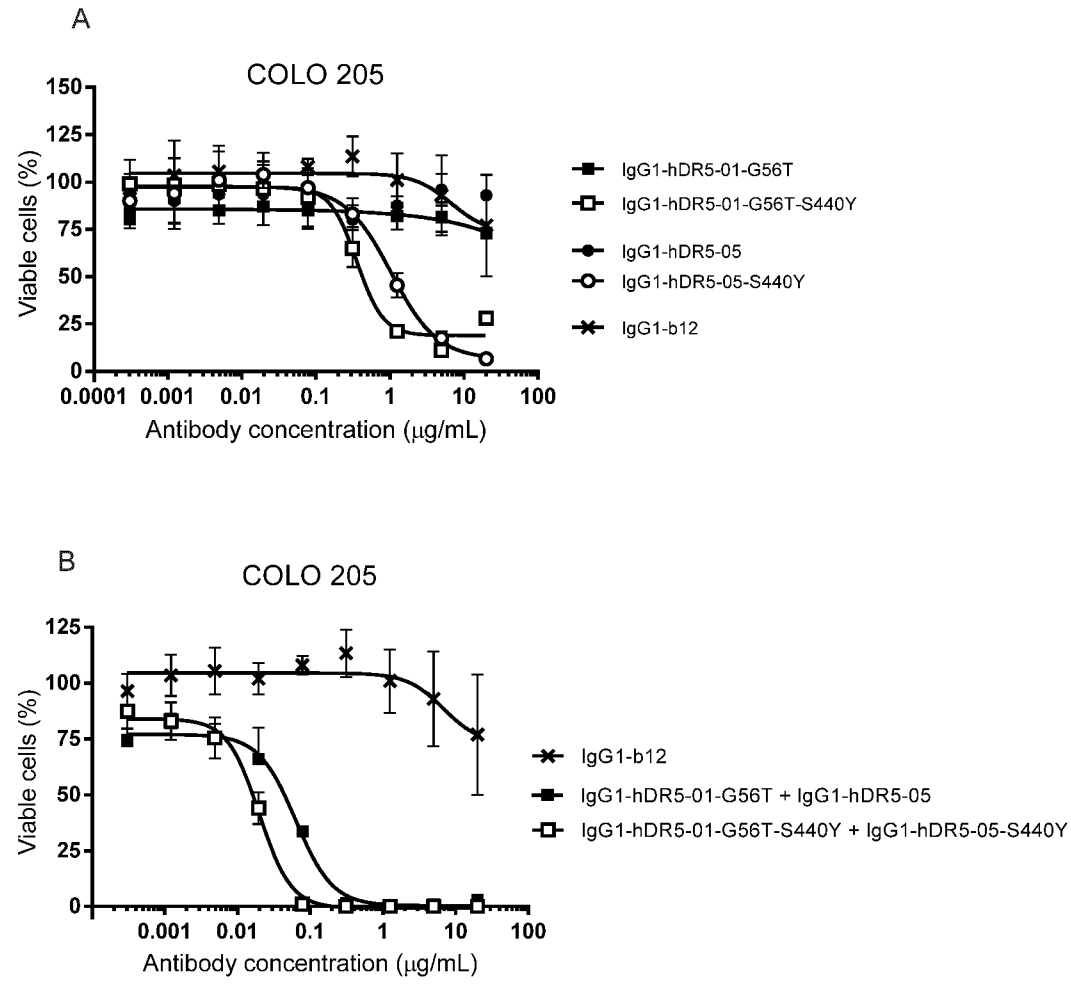 A
COLO 205
150
125
100
75
50
25
0
Viable cells (%)
0.0001 0.001 0.01 0.1 1 10 100
Antibody concentration (μg/mL)
IgG1-hDR5-01-G56T
IgG1-hDR5-01-G56T-S440Y
IgG1-hDR5-05
IgG1-hDR5-05-S440Y
IgG1-b12
B
COLO 205
125
100
75
50
25
0
Viable cells (%)
0.001 0.01 0.1 1 10 100
Antibody concentration (μg/mL)
IgG1-b12
IgG1-hDR5-01-G56T + IgG1-hDR5-05
IgG1-hDR5-01-G56T-S440Y + IgG1-hDR5-05-S440Y